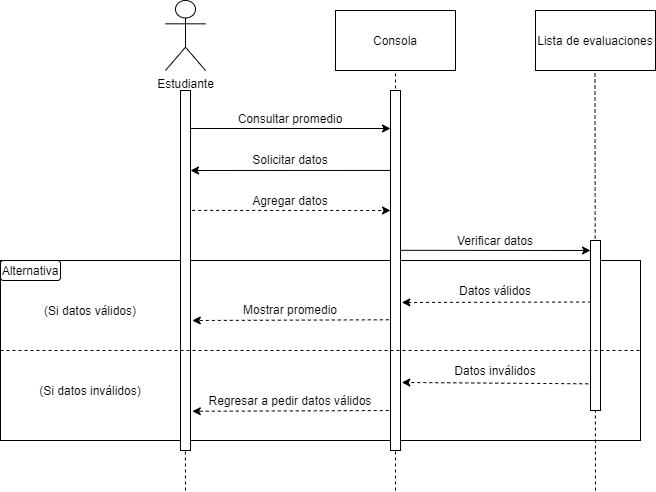 Estudiante
Consola
Lista de evaluaciones
Consultar promedio
Solicitar datos
Agregar datos
Verificar datos
Alternativa
(Si datos válidos)
Datos válidos
Mostrar promedio
(Si datos inválidos)
Datos inválidos
Regresar a pedir datos válidos